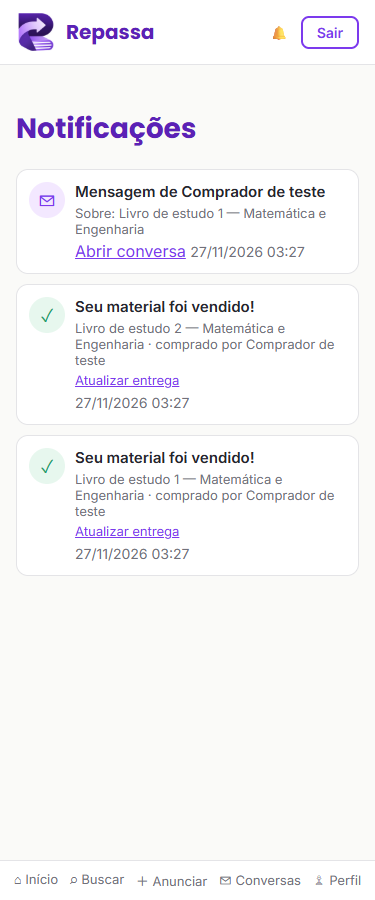 Repassa
Sair
Notificações
Mensagem de Comprador de teste
Sobre: Livro de estudo 1 — Matemática e
Engenharia
Abrir conversa 27/11/2026 03:27
Seu material foi vendido!
Livro de estudo 2 — Matemática e
Engenharia · comprado por Comprador de
teste
Atualizar entrega
27/11/2026 03:27
Seu material foi vendido!
Livro de estudo 1 — Matemática e
Engenharia · comprado por Comprador de
teste
Atualizar entrega
27/11/2026 03:27
Início Buscar Anunciar Conversas Perfil